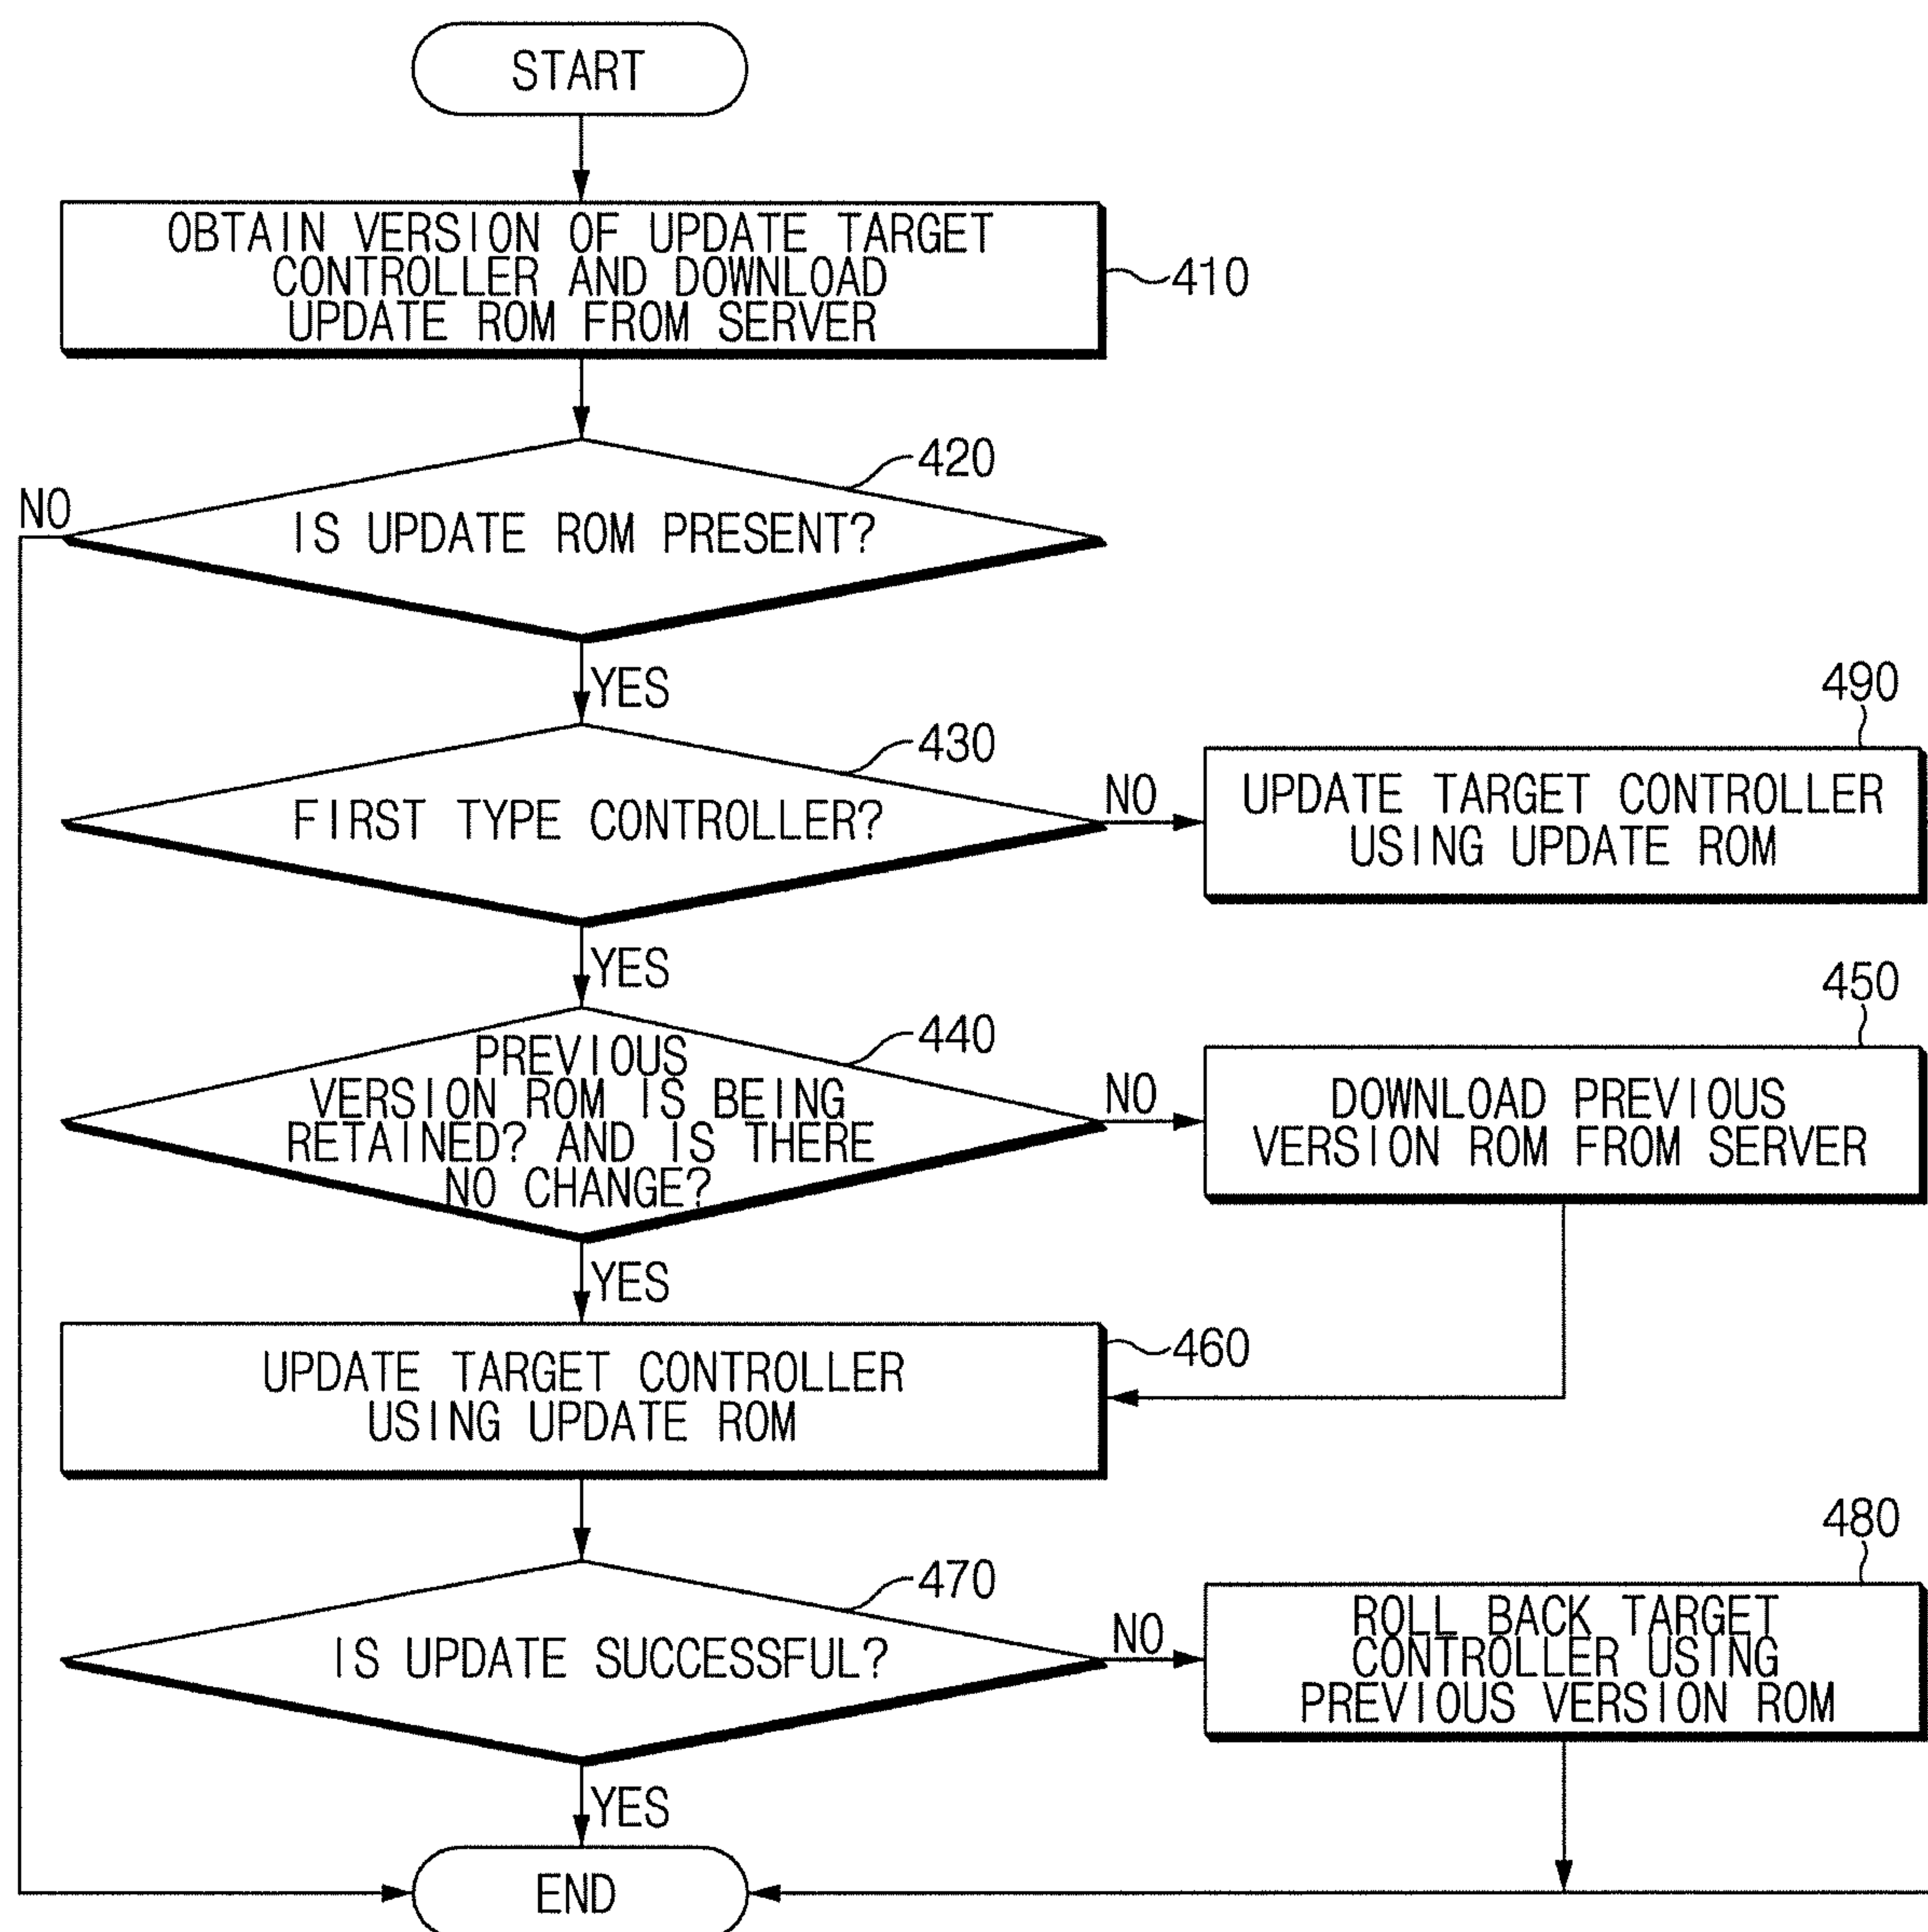 START
OBTAIN VERSION OF UPDATE TARGET
CONTROLLER AND DOWNLOAD
UPDATE ROM FROM SERVER
410
420
NO
IS UPDATE ROM PRESENT?
YES
430
FIRST TYPE CONTROLLER?
NO
490
UPDATE TARGET CONTROLLER
USING UPDATE ROM
YES
440
PREVIOUS
VERSION ROM IS BEING
RETAINED? AND IS THERE
NO CHANGE?
NO
450
DOWNLOAD PREVIOUS
VERSION ROM FROM SERVER
YES
460
UPDATE TARGET CONTROLLER
USING UPDATE ROM
470
IS UPDATE SUCCESSFUL?
NO
480
ROLL BACK TARGET
CONTROLLER USING
PREVIOUS VERSION ROM
YES
END